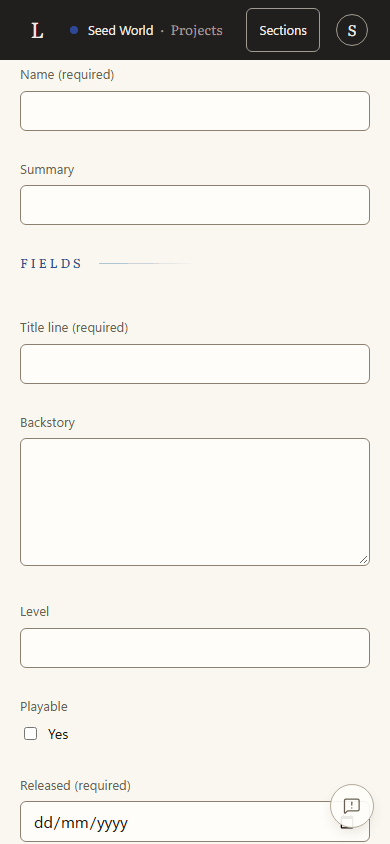 L Seed World · Projects Sections S
Name (required)
Summary
FIELDS
Title line (required)
Backstory
Level
Playable
Yes
Released (required)
dd/mm/yyyy